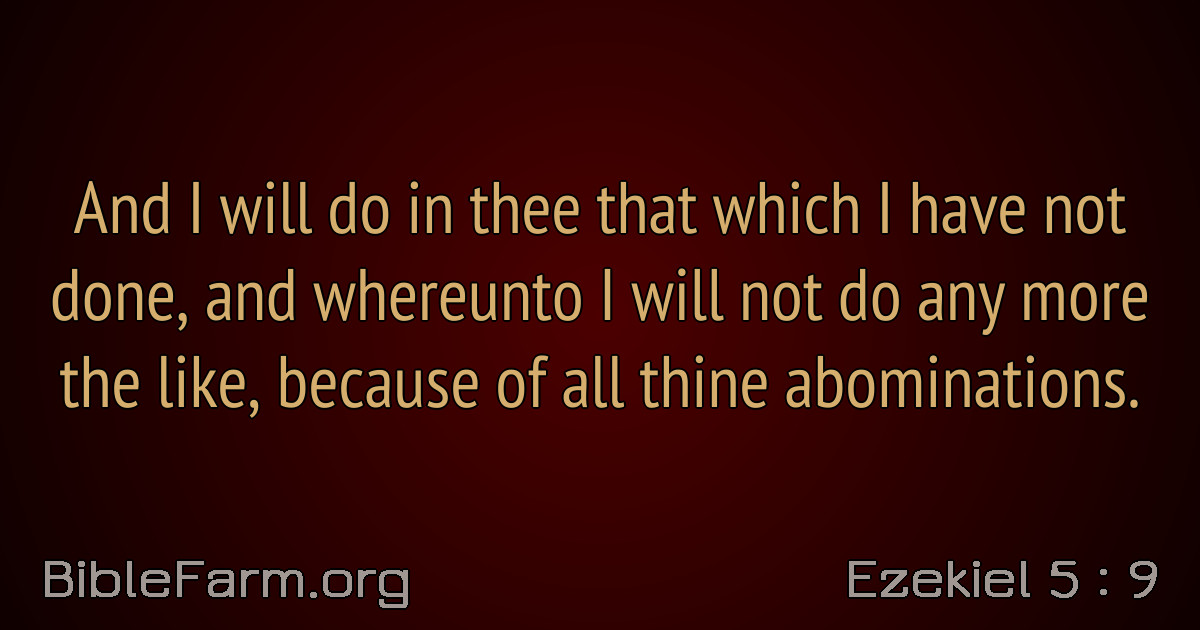 And I will do in thee that which I have not
done, and whereunto I will not do any more
the like, because of all thine abominations.
BibleFarm.org
Ezekiel 5 : 9